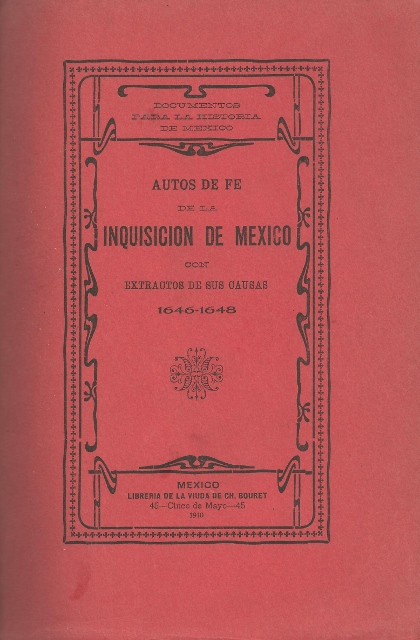 DOCUMENTOS
PARA LA HISTORIA
DE MEXICO
AUTOS DE FE
DE LA
INQUISICION DE MEXICO
CON
EXTRACTOS DE SUS CAUSAS
1646-1648
MEXICO
LIBRERIA DE LA VIUDA DE CH. BOURET
45—Cinco de Mayo—45
1910